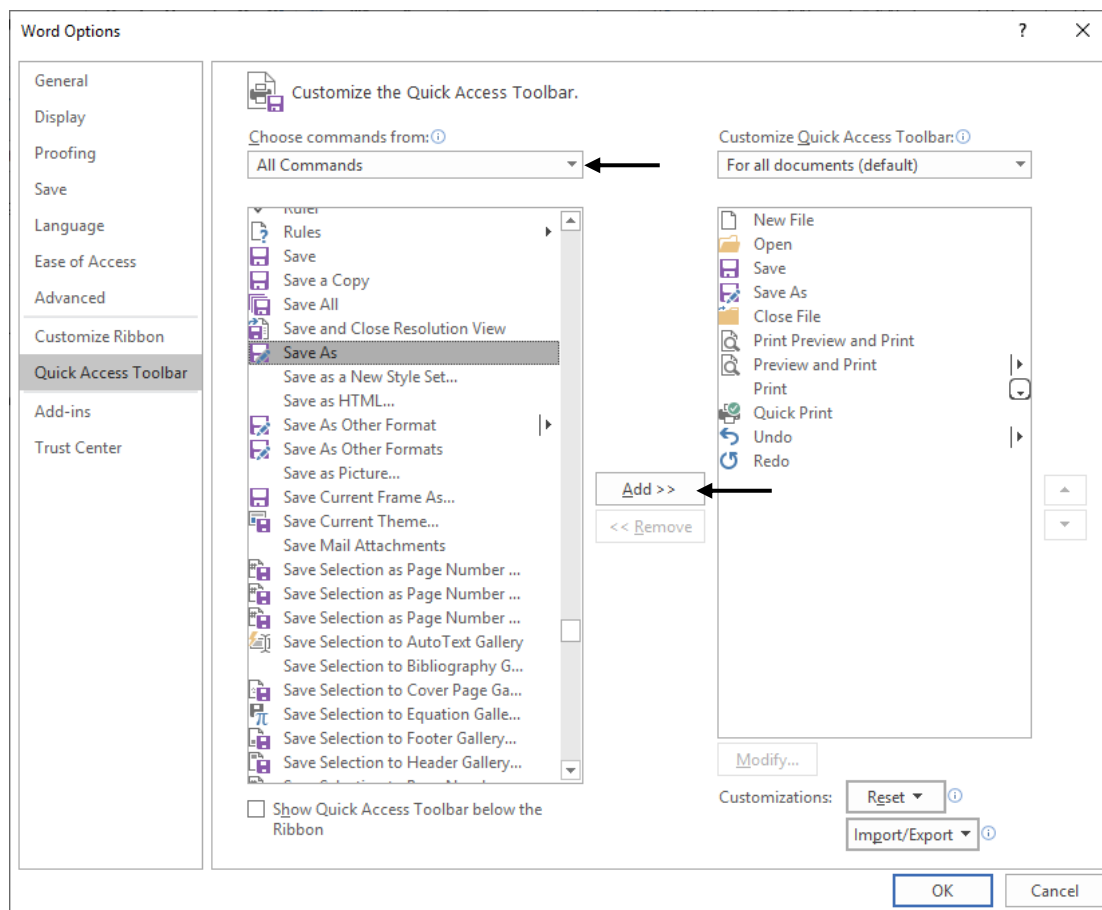 Word Options
?
General
Display
Proofing
Save
Language
Ease of Access
Advanced
Customize Ribbon
Quick Access Toolbar
Add-ins
Trust Center
Customize the Quick Access Toolbar.
Choose commands from:
All Commands
Ruler
Rules
Save
Save a Copy
Save All
Save and Close Resolution View
Save As
Save as a New Style Set...
Save as HTML...
Save As Other Format
Save As Other Formats
Save as Picture...
Save Current Frame As...
Save Current Theme...
Save Mail Attachments
Save Selection as Page Number ...
Save Selection as Page Number ...
Save Selection as Page Number ...
Save Selection to AutoText Gallery
Save Selection to Bibliography G...
Save Selection to Cover Page Ga...
Save Selection to Equation Galle...
Save Selection to Footer Gallery...
Save Selection to Header Gallery...
Show Quick Access Toolbar below the
Ribbon
Add >>
<< Remove
Customize Quick Access Toolbar:
For all documents (default)
New File
Open
Save
Save As
Close File
Print Preview and Print
Preview and Print
Print
Quick Print
Undo
Redo
Modify...
Customizations:
Reset
Import/Export
OK
Cancel